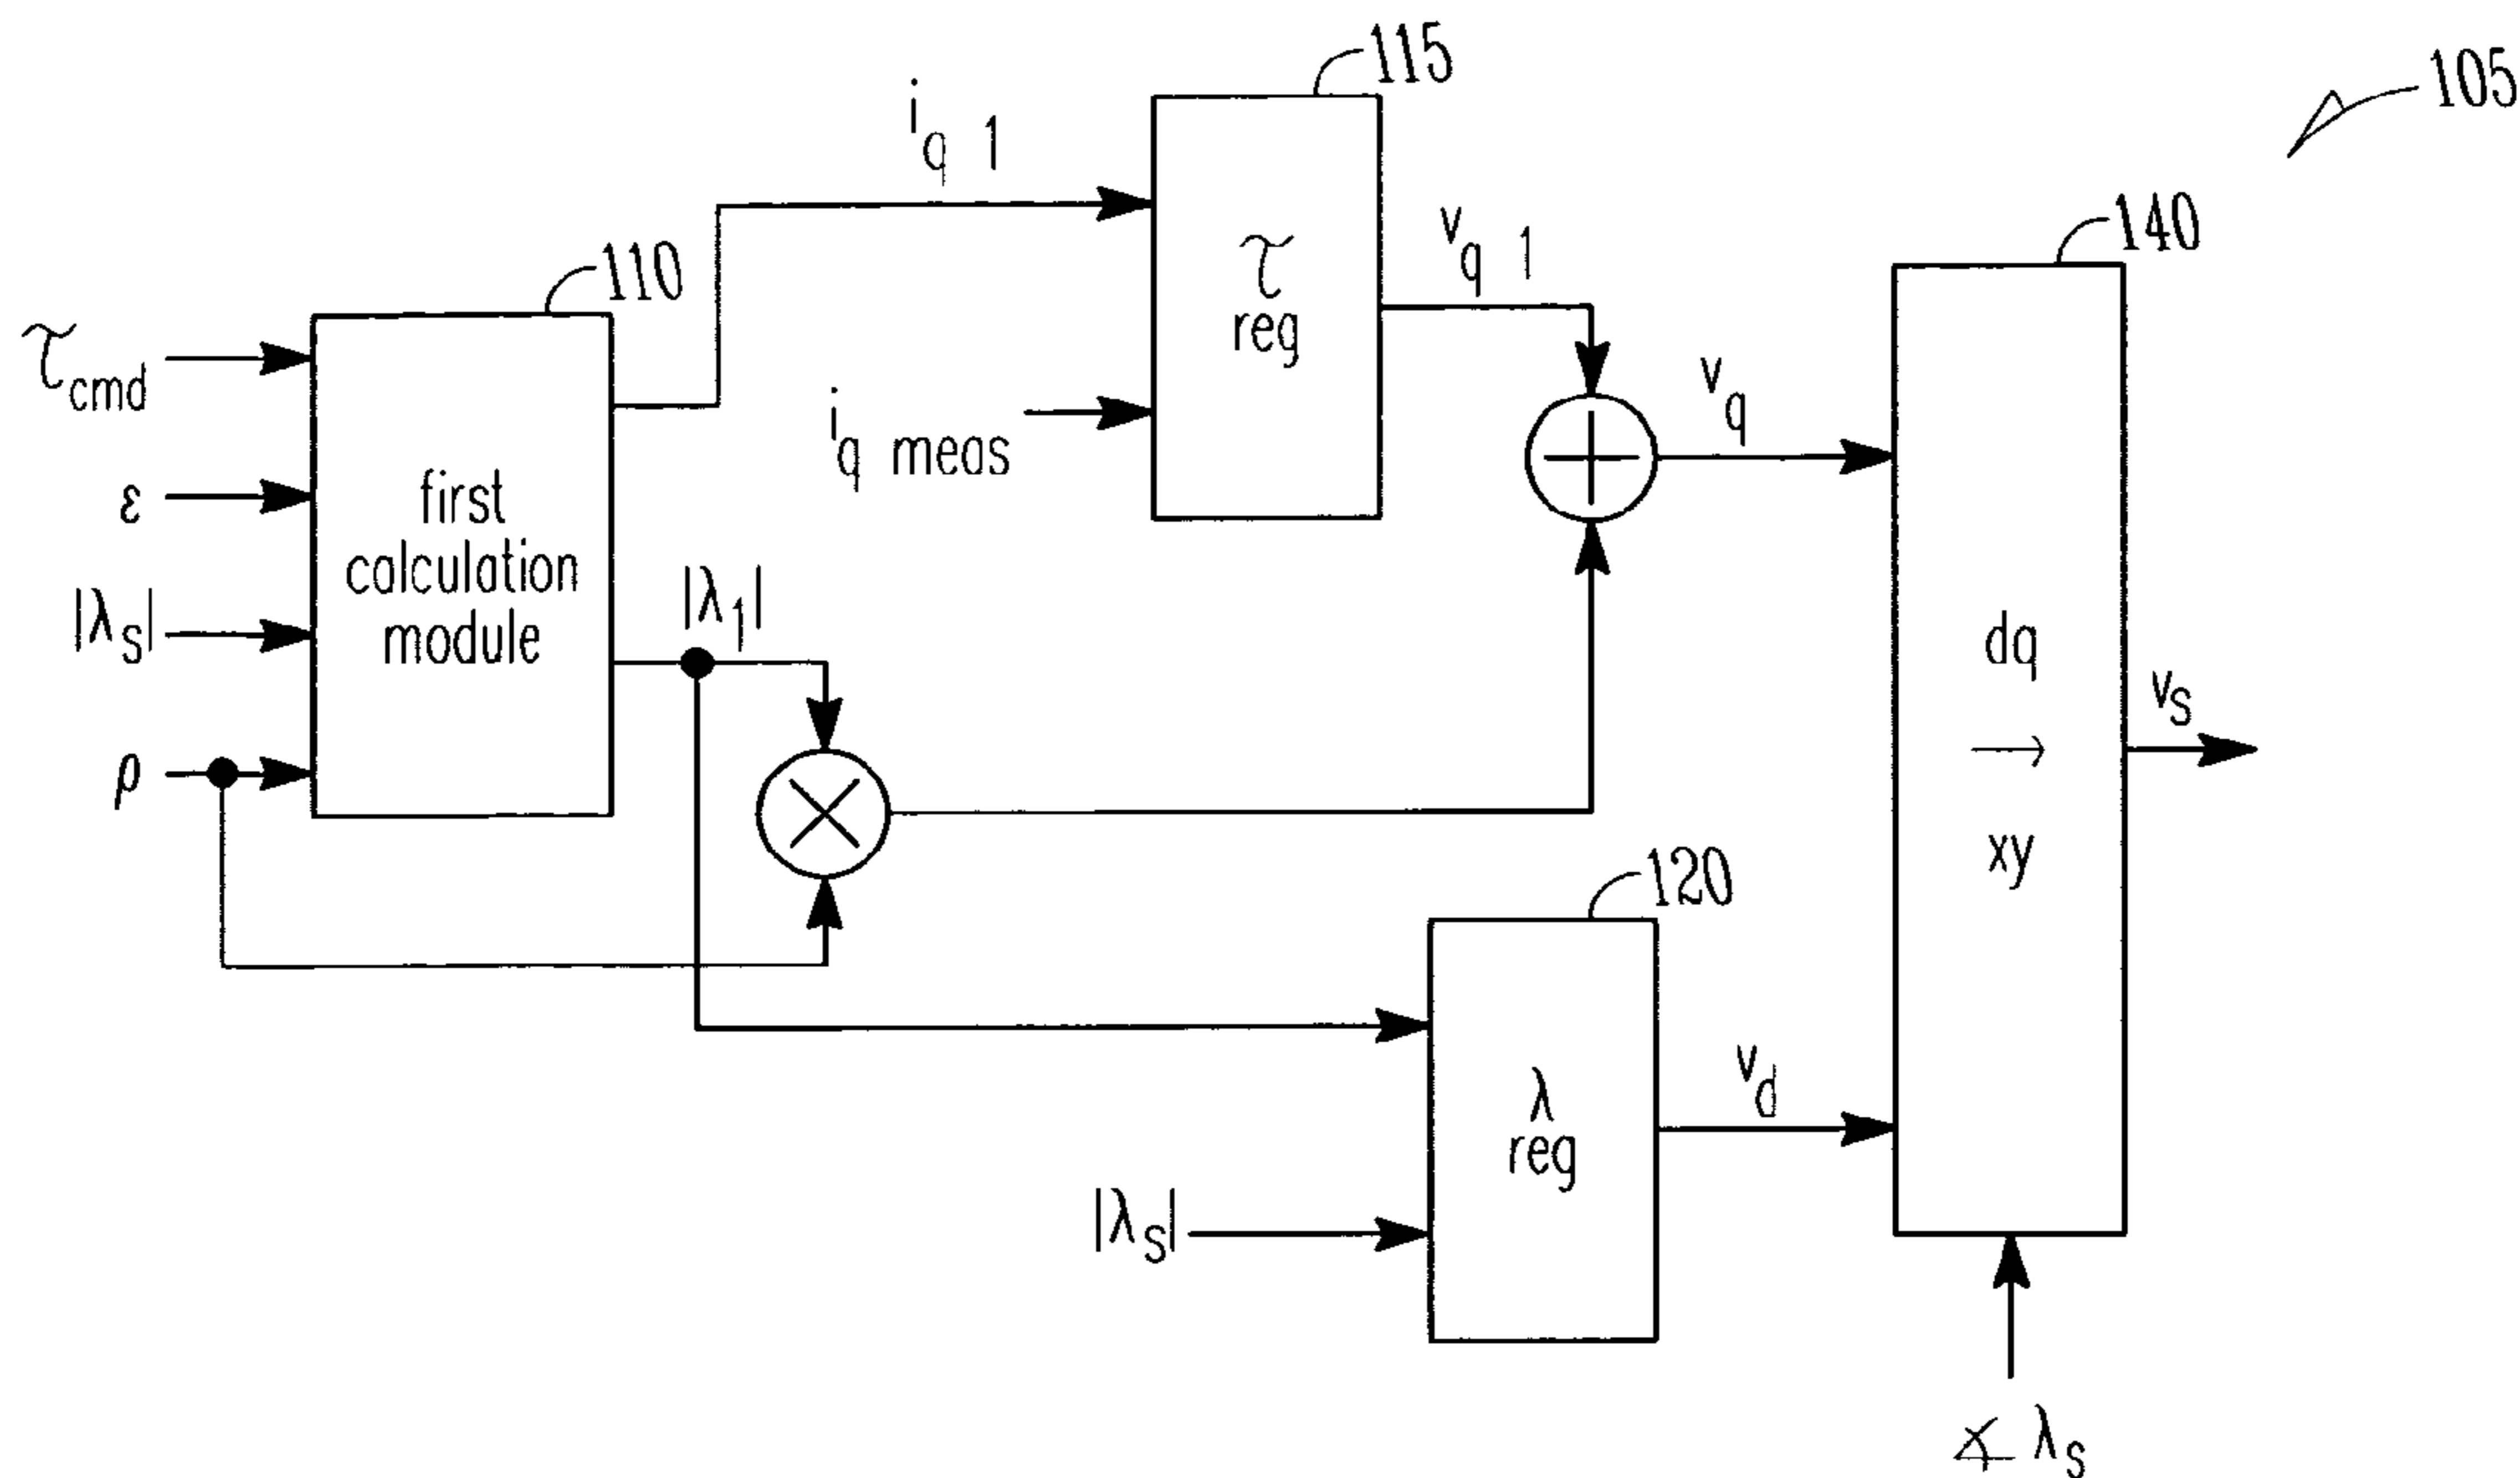 115
105
i_q 1
140
110
v_q 1
τ
reg
τ_cmd
v_q
i_q meas
ε
first
calculation
module
|λ_S|
|λ_1|
dq
→
xy
v_S
ρ
120
λ
reg
v_d
|λ_S|
∡ λ_S